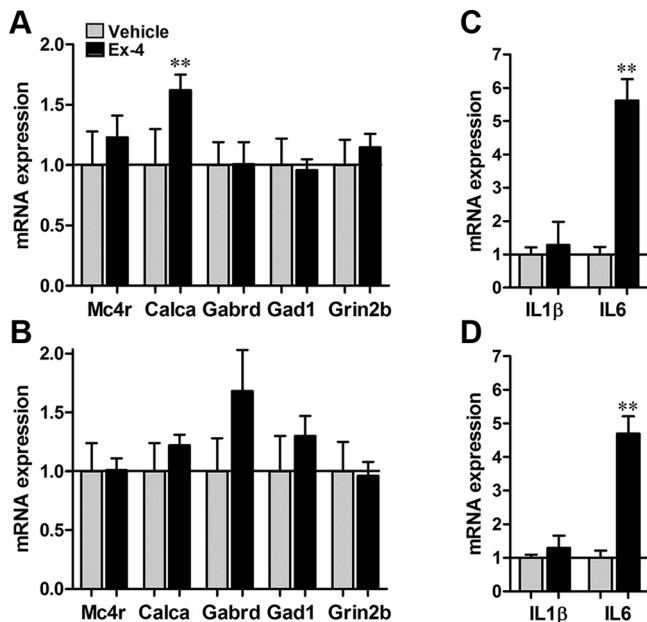 A
Vehicle
Ex-4
mRNA expression
2.0
1.5
1.0
0.5
0.0
**
Mc4r Calca Gabrd Gad1 Grin2b
B
mRNA expression
2.0
1.5
1.0
0.5
0.0
Mc4r Calca Gabrd Gad1 Grin2b
C
mRNA expression
7
6
5
4
3
2
1
0
**
IL1β IL6
D
mRNA expression
7
6
5
4
3
2
1
0
**
IL1β IL6